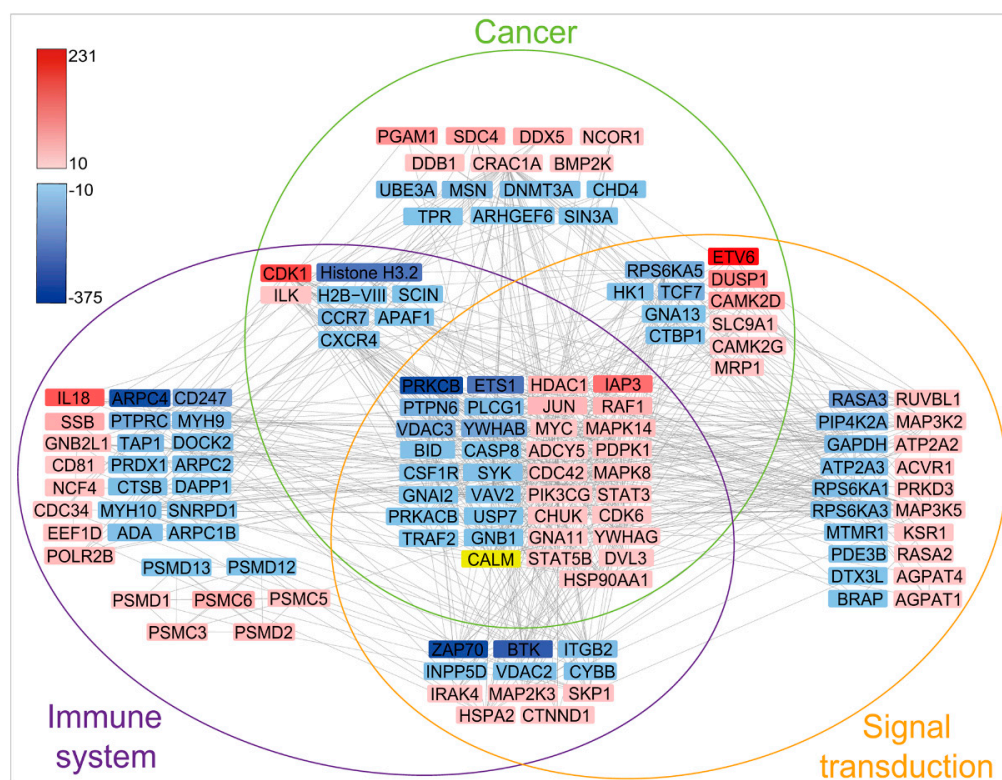 Cancer
231
10
-10
-375
PGAM1 SDC4 DDX5 NCOR1
DDB1 CRAC1A BMP2K
UBE3A MSN DNMT3A CHD4
TPR ARHGEF6 SIN3A
CDK1 Histone H3.2
ILK H2B-VIII SCIN
CCR7 APAF1
CXCR4
ETV6
RPS6KA5 DUSP1
HK1 TCF7 CAMK2D
GNA13 SLC9A1
CTBP1 CAMK2G
MRP1
IL18 ARPC4 CD247
SSB PTPRC MYH9
GNB2L1 TAP1 DOCK2
CD81 PRDX1 ARPC2
NCF4 CTSB DAPP1
CDC34 MYH10 SNRPD1
EEF1D ADA ARPC1B
POLR2B
PSMD13 PSMD12
PSMD1 PSMC6 PSMC5
PSMC3 PSMD2
PRKCB ETS1 HDAC1 IAP3
PTPN6 PLCG1 JUN RAF1
VDAC3 YWHAB MYC MAPK14
BID CASP8 ADCY5 PDPK1
CSF1R SYK CDC42 MAPK8
GNAI2 VAV2 PIK3CG STAT3
PRKACB USP7 CHUK CDK6
TRAF2 GNB1 GNA11 YWHAG
CALM STAT5B DVL3
HSP90AA1
RASA3 RUVBL1
PIP4K2A MAP3K2
GAPDH ATP2A2
ATP2A3 ACVR1
RPS6KA1 PRKD3
RPS6KA3 MAP3K5
MTMR1 KSR1
PDE3B RASA2
DTX3L AGPAT4
BRAP AGPAT1
ZAP70 BTK ITGB2
INPP5D VDAC2 CYBB
IRAK4 MAP2K3 SKP1
HSPA2 CTNND1
Immune
system
Signal
transduction